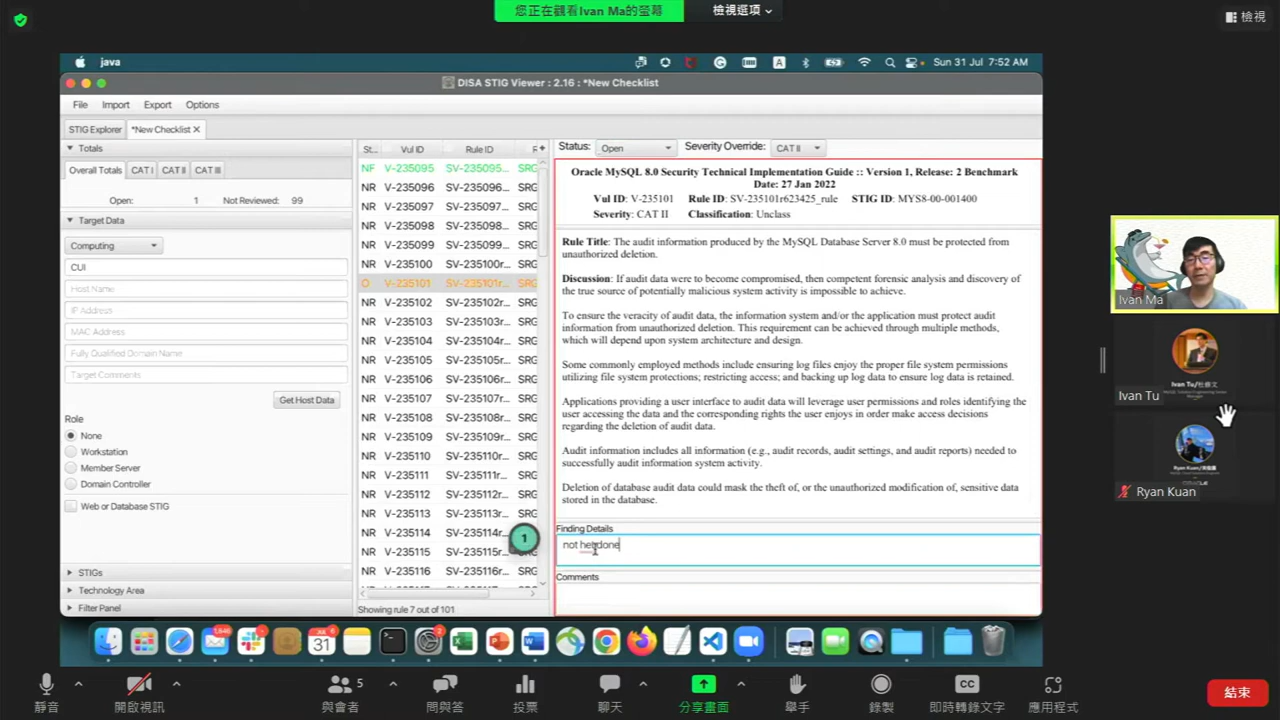 您正在觀看Ivan Ma的螢幕
檢視選項
檢視
java
Sun 31 Jul 7:52 AM
DISA STIG Viewer : 2.16 : *New Checklist
File Import Export Options
STIG Explorer *New Checklist ×
Totals
Overall Totals CAT I CAT II CAT III
Open: 1 Not Reviewed: 99
Target Data
Computing
CUI
Host Name
IP Address
MAC Address
Fully Qualified Domain Name
Target Comments
Get Host Data
Role
None
Workstation
Member Server
Domain Controller
Web or Database STIG
STIGs
Technology Area
Filter Panel
St... Vul ID Rule ID
NF V-235095 SV-235095... SRG
NR V-235096 SV-235096... SRG
NR V-235097 SV-235097... SRG
NR V-235098 SV-235098... SRG
NR V-235099 SV-235099... SRG
NR V-235100 SV-235100r... SRG
O V-235101 SV-235101r... SRG
NR V-235102 SV-235102r... SRG
NR V-235103 SV-235103r... SRG
NR V-235104 SV-235104r... SRG
NR V-235105 SV-235105r... SRG
NR V-235106 SV-235106r... SRG
NR V-235107 SV-235107r... SRG
NR V-235108 SV-235108r... SRG
NR V-235109 SV-235109r... SRG
NR V-235110 SV-235110r... SRG
NR V-235111 SV-235111r... SRG
NR V-235112 SV-235112r... SRG
NR V-235113 SV-235113r... SRG
NR V-235114 SV-235114r...
NR V-235115 SV-235115r...
NR V-235116 SV-235116r... SRG
Showing rule 7 out of 101
1
Status: Open Severity Override: CAT II
Oracle MySQL 8.0 Security Technical Implementation Guide :: Version 1, Release: 2 Benchmark
Date: 27 Jan 2022
Vul ID: V-235101 Rule ID: SV-235101r623425_rule STIG ID: MYS8-00-001400
Severity: CAT II Classification: Unclass
Rule Title: The audit information produced by the MySQL Database Server 8.0 must be protected from
unauthorized deletion.
Discussion: If audit data were to become compromised, then competent forensic analysis and discovery of
the true source of potentially malicious system activity is impossible to achieve.
To ensure the veracity of audit data, the information system and/or the application must protect audit
information from unauthorized deletion. This requirement can be achieved through multiple methods,
which will depend upon system architecture and design.
Some commonly employed methods include ensuring log files enjoy the proper file system permissions
utilizing file system protections; restricting access; and backing up log data to ensure log data is retained.
Applications providing a user interface to audit data will leverage user permissions and roles identifying the
user accessing the data and the corresponding rights the user enjoys in order make access decisions
regarding the deletion of audit data.
Audit information includes all information (e.g., audit records, audit settings, and audit reports) needed to
successfully audit information system activity.
Deletion of database audit data could mask the theft of, or the unauthorized modification of, sensitive data
stored in the database.
Finding Details
not done
Comments
Ivan Ma
Ivan Tu/杜修文
Ivan Tu
Ryan Kuan
ORACLE
Ryan Kuan
靜音
開啟視訊
5
與會者
問與答
投票
聊天
分享畫面
舉手
錄製
CC
即時轉錄文字
應用程式
結束